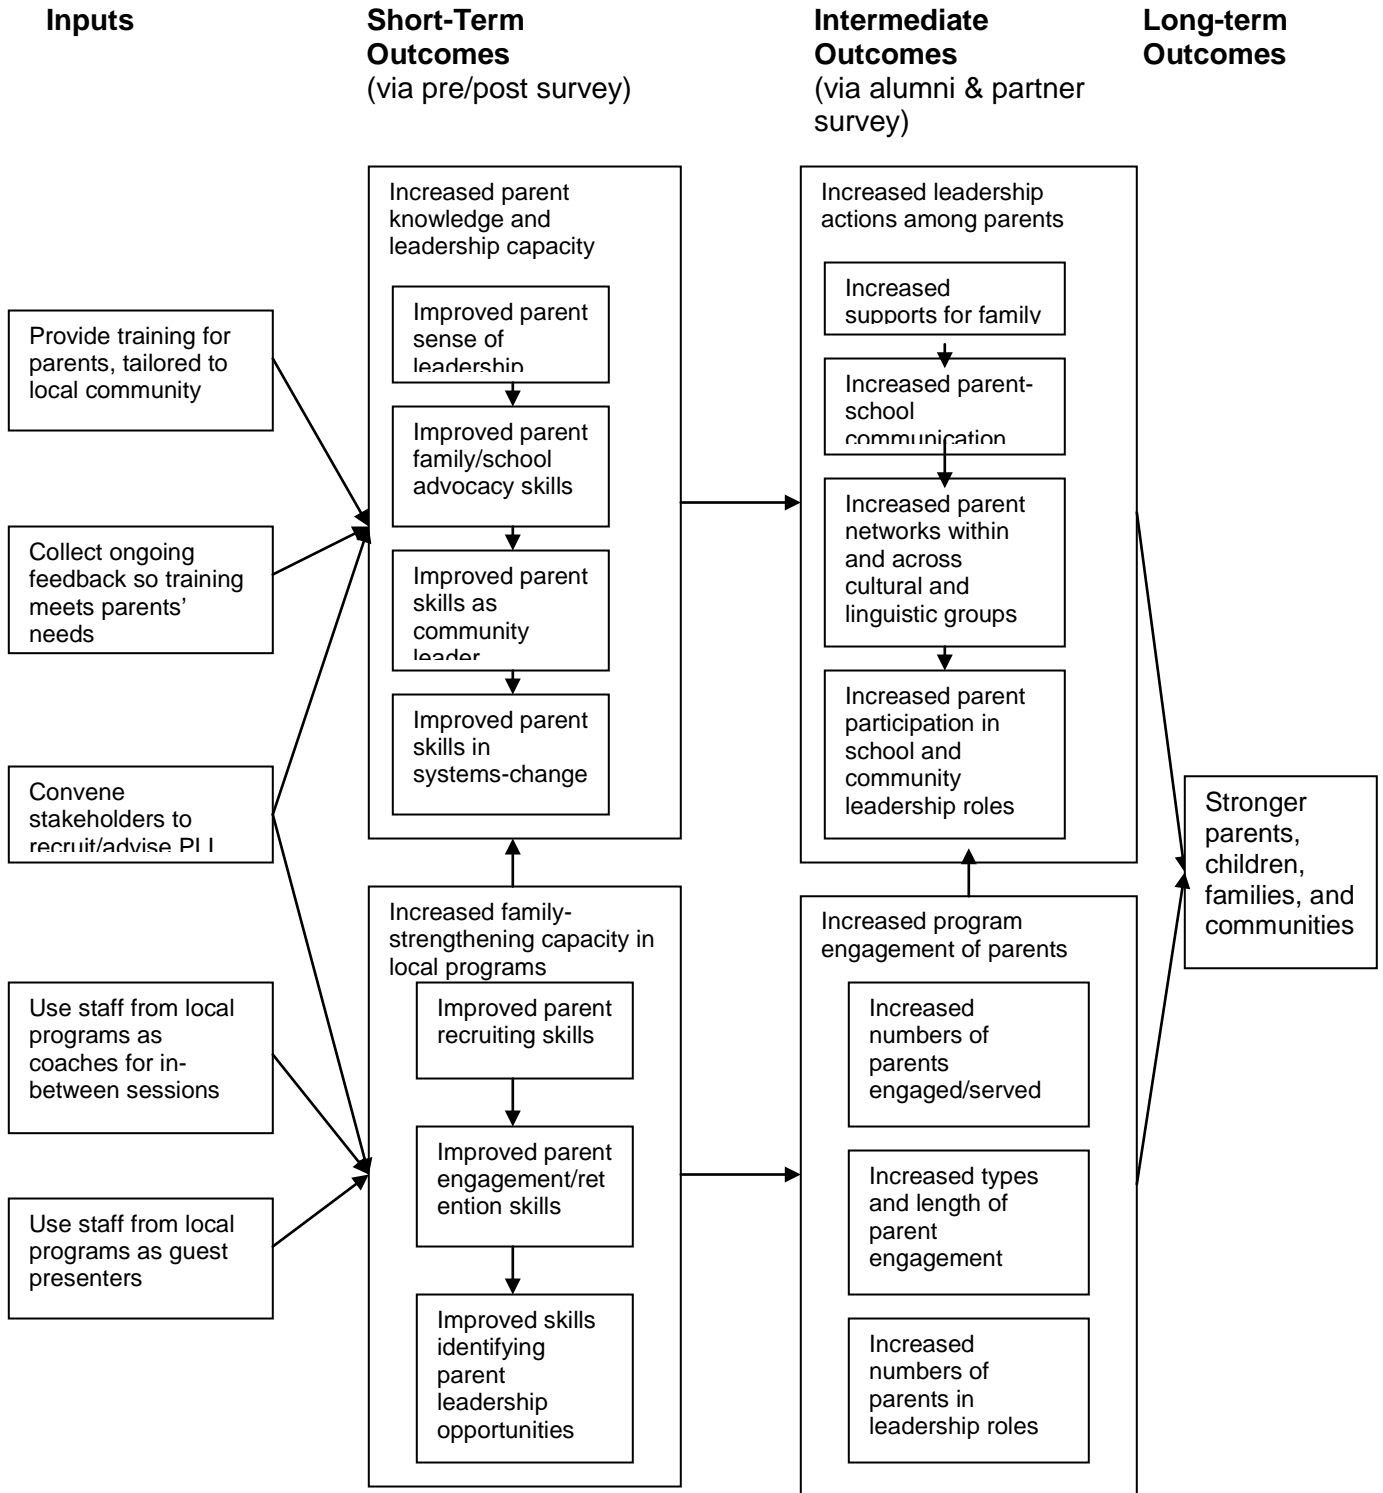 Inputs
Short-Term
Outcomes
(via pre/post survey)
Intermediate
Outcomes
(via alumni & partner
survey)
Long-term
Outcomes
Provide training for
parents, tailored to
local community
Collect ongoing
feedback so training
meets parents’
needs
Convene
stakeholders to
recruit/advise PLI
Use staff from local
programs as
coaches for in-
between sessions
Use staff from local
programs as guest
presenters
Increased parent
knowledge and
leadership capacity
Improved parent
sense of
leadership
Improved parent
family/school
advocacy skills
Improved parent
skills as
community
leader
Improved parent
skills in
systems-change
Increased family-
strengthening capacity in
local programs
Improved parent
recruiting skills
Improved parent
engagement/ret
ention skills
Improved skills
identifying
parent
leadership
opportunities
Increased leadership
actions among parents
Increased
supports for family
Increased parent-
school
communication
Increased parent
networks within
and across
cultural and
linguistic groups
Increased parent
participation in
school and
community
leadership roles
Increased program
engagement of parents
Increased
numbers of
parents
engaged/served
Increased types
and length of
parent
engagement
Increased
numbers of
parents in
leadership roles
Stronger
parents,
children,
families, and
communities